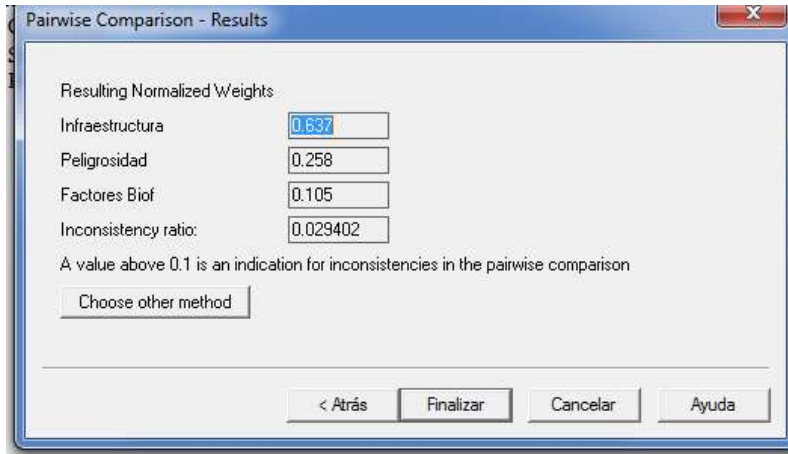 Pairwise Comparison - Results
X
Resulting Normalized Weights
Infraestructura 0.637
Peligrosidad 0.258
Factores Biof 0.105
Inconsistency ratio: 0.029402
A value above 0.1 is an indication for inconsistencies in the pairwise comparison
Choose other method
< Atrás Finalizar Cancelar Ayuda